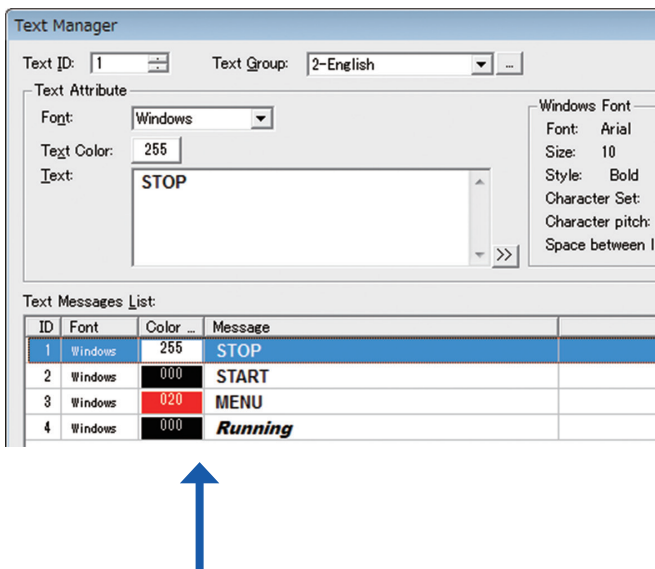 Text Manager
Text ID: 1 Text Group: 2-English ...
Text Attribute
Font: Windows
Text Color: 255
Text: STOP
>>
Windows Font
Font: Arial
Size: 10
Style: Bold
Character Set:
Character pitch:
Space between
Text Messages List:
ID Font Color ... Message
1 Windows 255 STOP
2 Windows 000 START
3 Windows 020 MENU
4 Windows 000 Running